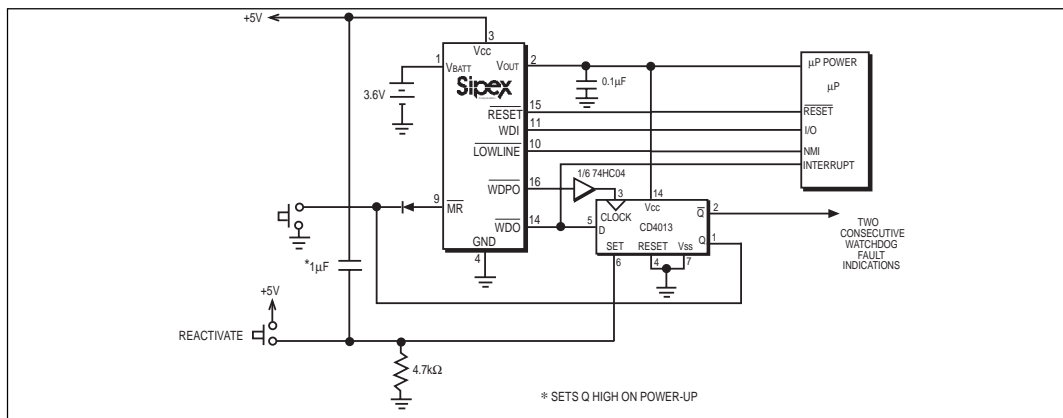 +5V
3
VCC
1
VBATT
VOUT
2
µP POWER
0.1µF
µP
3.6V
Sipex
RESET
15
RESET
WDI
11
I/O
LOWLINE
10
NMI
INTERRUPT
1/6 74HC04
WDPO
16
3
14
9
MR
CLOCK
VCC
Q
2
WDO
14
5
D
CD4013
TWO
CONSECUTIVE
WATCHDOG
FAULT
INDICATIONS
Q
1
GND
SET
RESET
VSS
4
6
4
7
*1µF
+5V
REACTIVATE
4.7kΩ
* SETS Q HIGH ON POWER-UP